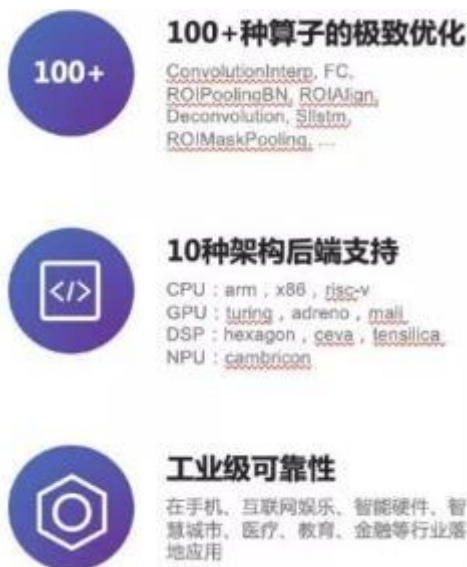 100+
100+种算子的极致优化
ConvolutionInterp, FC,
ROIPoolingBN, ROIAlign,
Deconvolution, Sllstm,
ROIMaskPooling, ...
</>
10种架构后端支持
CPU：arm，x86，risc-v
GPU：turing，adreno，mali
DSP：hexagon，ceva，tensilica
NPU：cambricon
工业级可靠性
在手机、互联网娱乐、智能硬件、智
慧城市、医疗、教育、金融等行业落
地应用